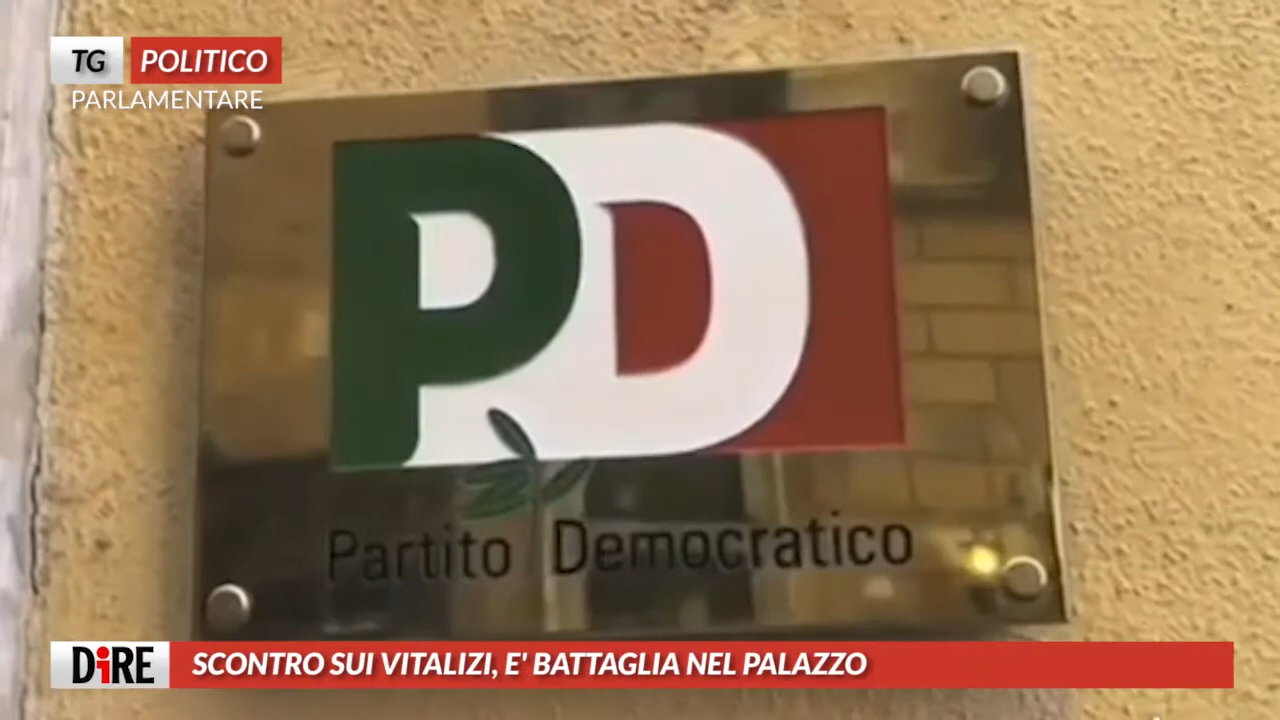 TG POLITICO
PARLAMENTARE
PD
Partito Democratico
DiRE SCONTRO SUI VITALIZI, E' BATTAGLIA NEL PALAZZO